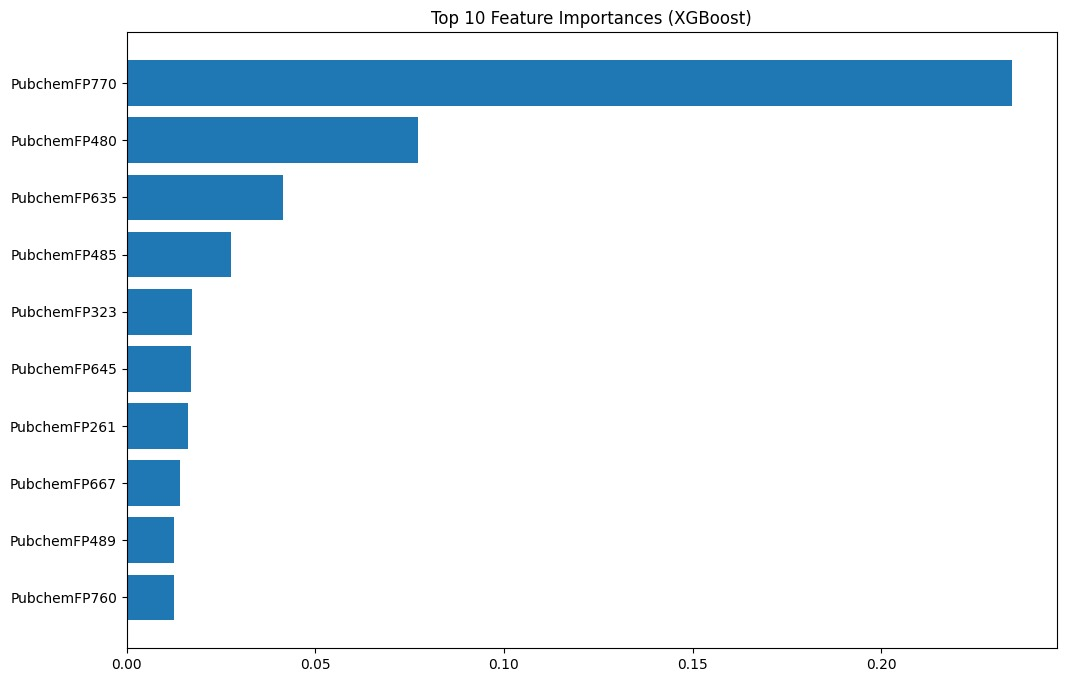 Top 10 Feature Importances (XGBoost)
PubchemFP770
PubchemFP480
PubchemFP635
PubchemFP485
PubchemFP323
PubchemFP645
PubchemFP261
PubchemFP667
PubchemFP489
PubchemFP760
0.00 0.05 0.10 0.15 0.20